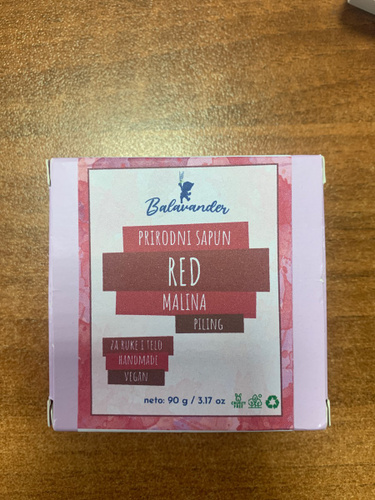 Balavander
PRIRODNI SAPUN
RED
MALINA
PILING
ZA RUKE I TELO
HANDMADE
VEGAN
neto: 90 g / 3.17 oz